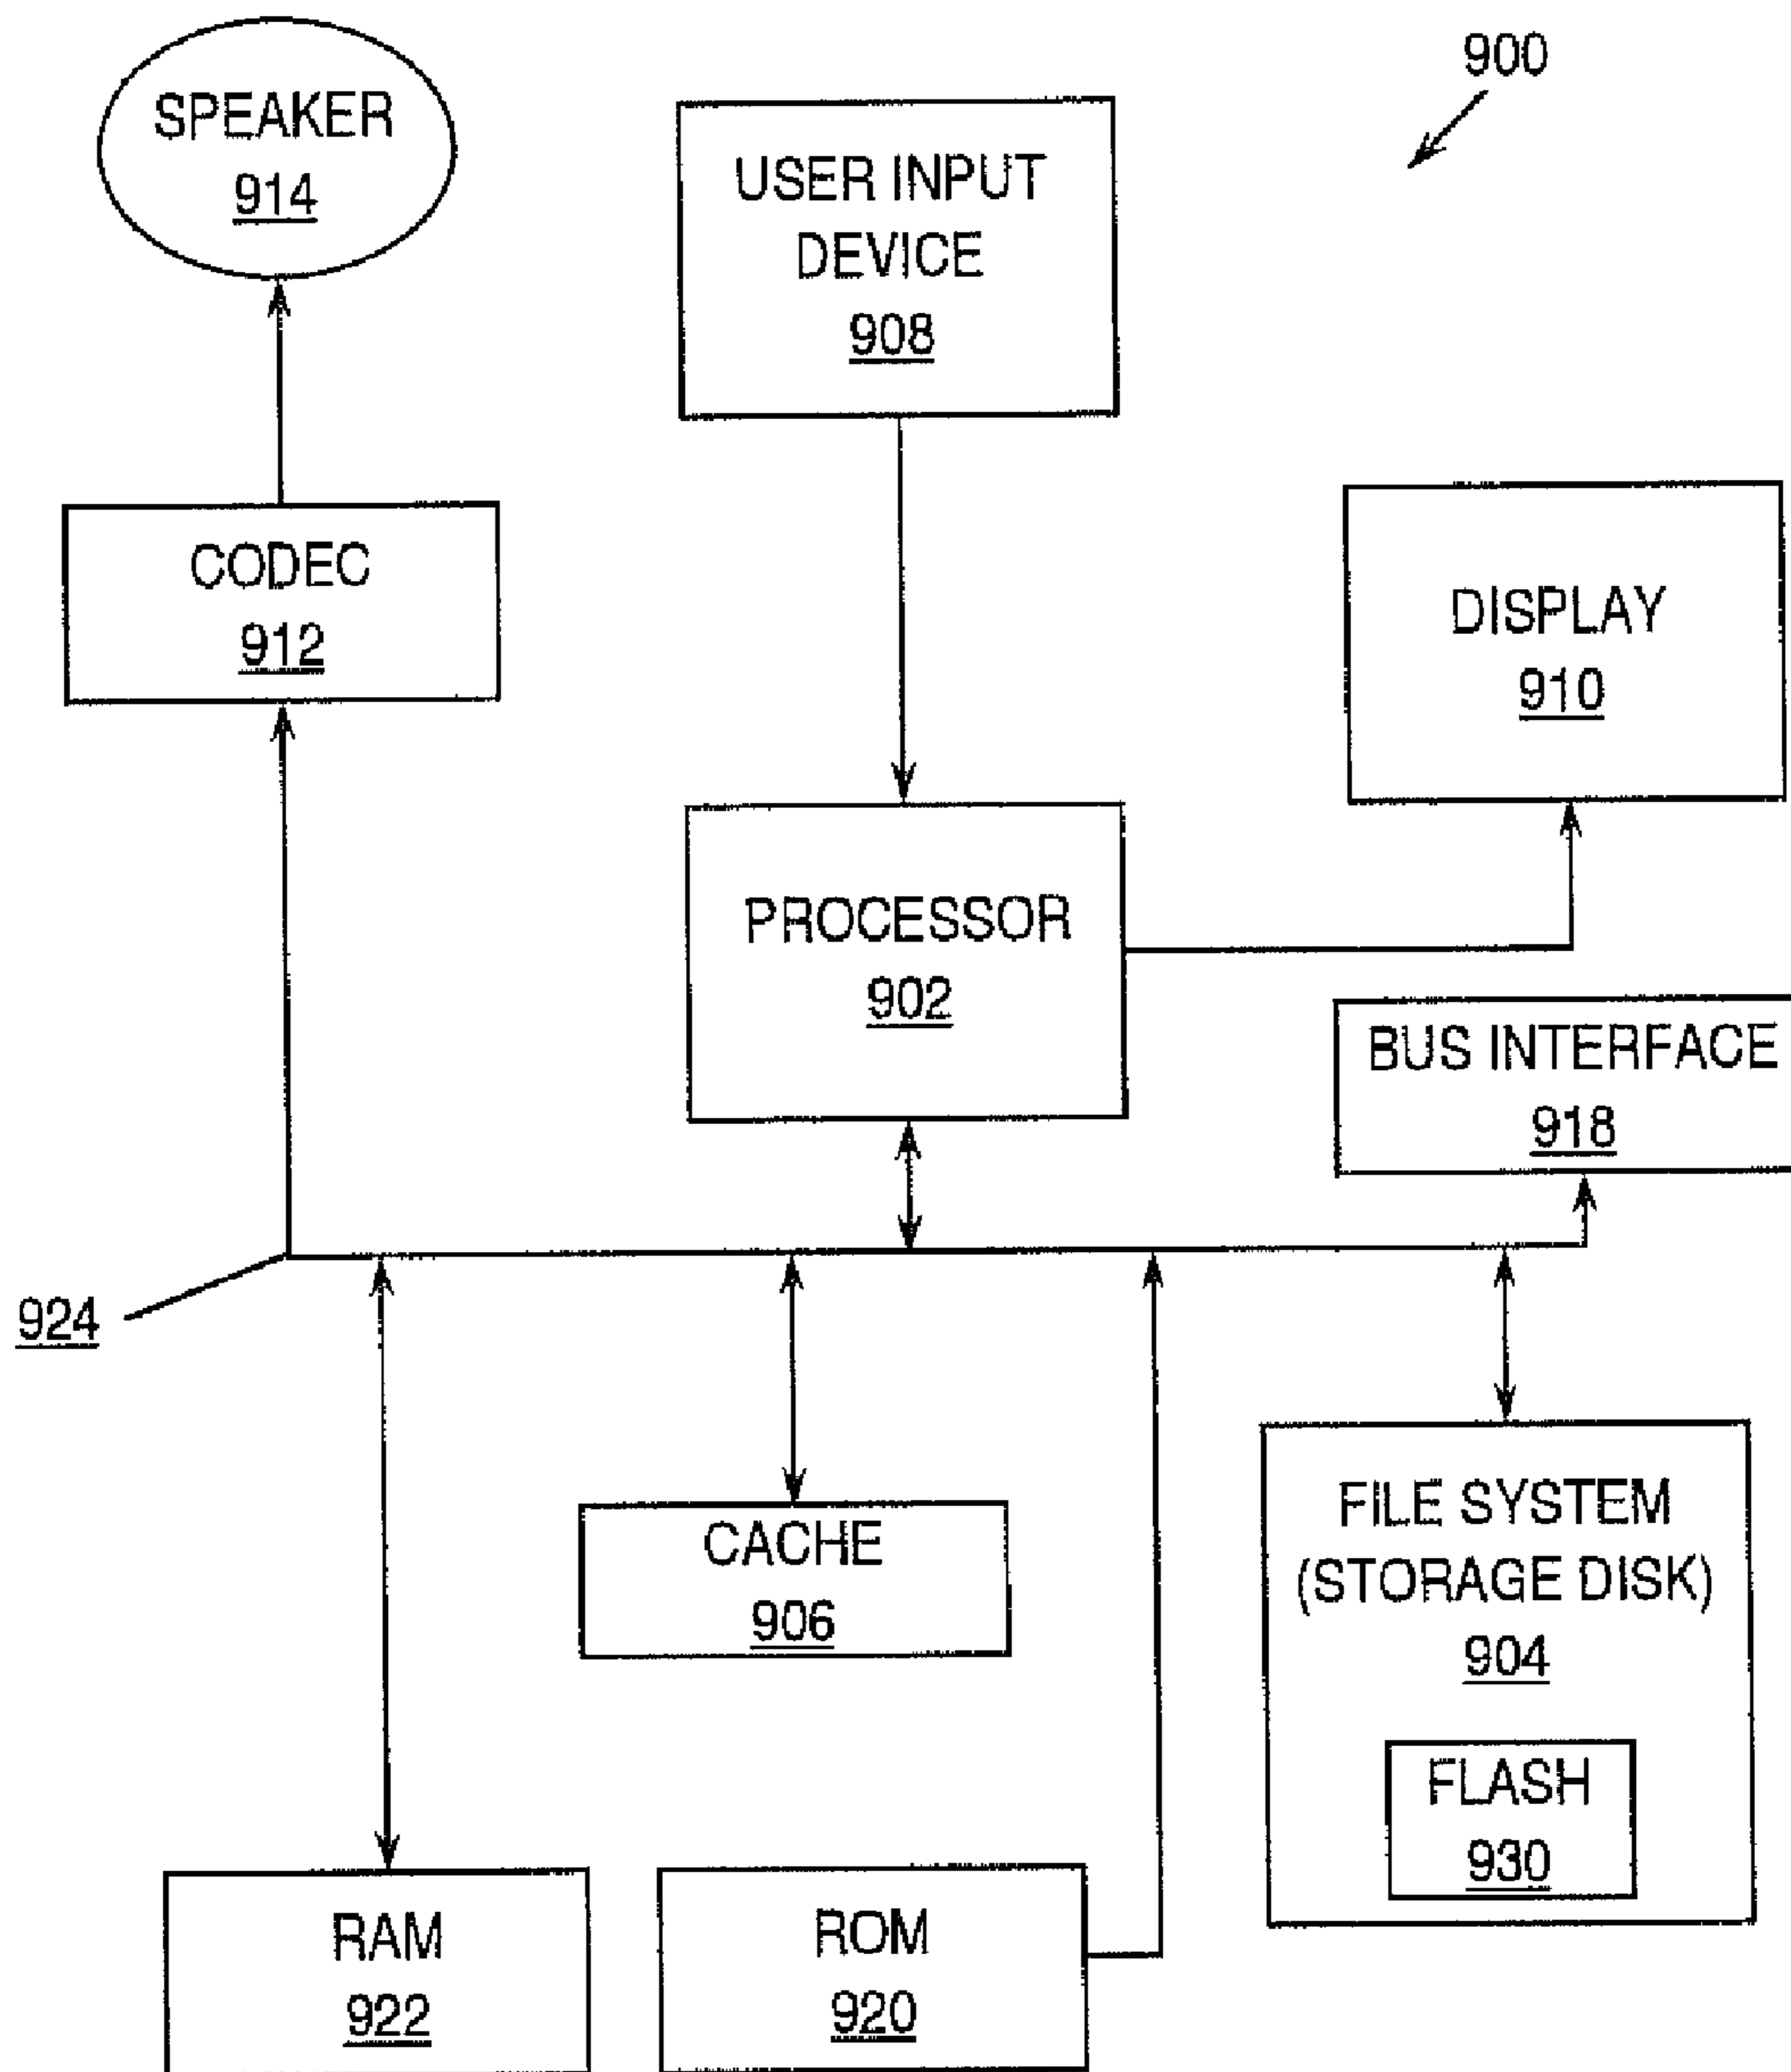 900
SPEAKER
914
USER INPUT
DEVICE
908
CODEC
912
DISPLAY
910
PROCESSOR
902
BUS INTERFACE
918
924
CACHE
906
FILE SYSTEM
(STORAGE DISK)
904
FLASH
930
RAM
922
ROM
920